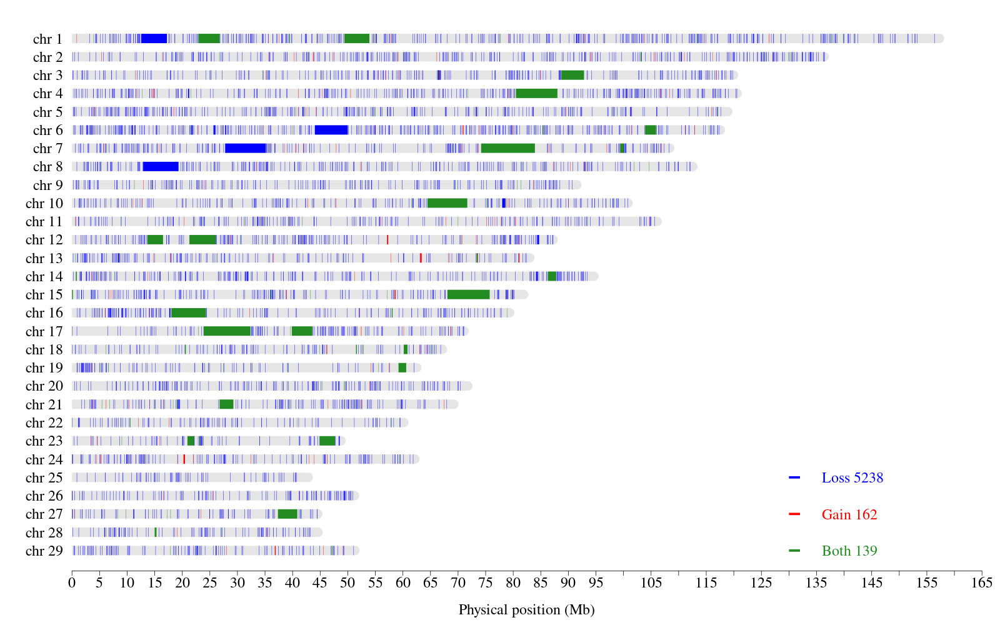 chr 1
chr 2
chr 3
chr 4
chr 5
chr 6
chr 7
chr 8
chr 9
chr 10
chr 11
chr 12
chr 13
chr 14
chr 15
chr 16
chr 17
chr 18
chr 19
chr 20
chr 21
chr 22
chr 23
chr 24
chr 25
chr 26
chr 27
chr 28
chr 29
Loss 5238
Gain 162
Both 139
0 5 10 15 20 25 30 35 40 45 50 55 60 65 70 75 80 85 90 95 105 115 125 135 145 155 165
Physical position (Mb)